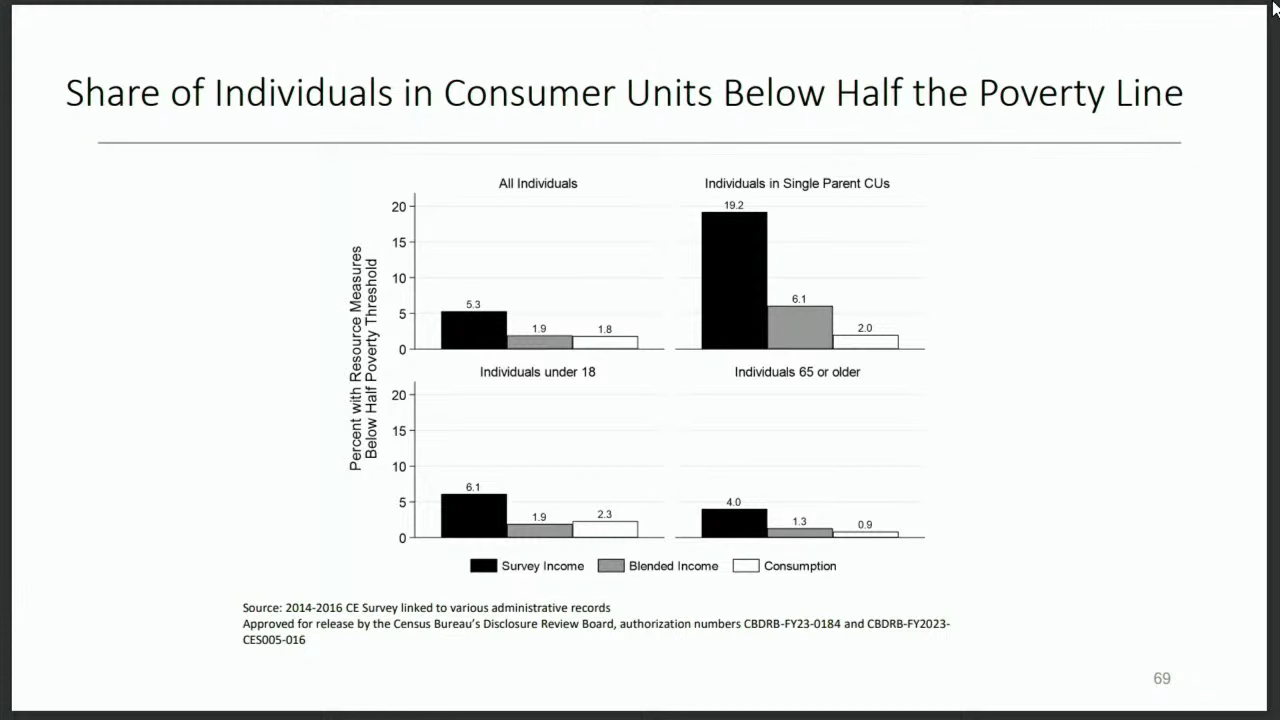 Share of Individuals in Consumer Units Below Half the Poverty Line
Percent with Resource Measures
Below Half Poverty Threshold
All Individuals
20
15
10
5
0
5.3
1.9
1.8
Individuals in Single Parent CUs
19.2
6.1
2.0
Individuals under 18
20
15
10
5
0
6.1
1.9
2.3
Individuals 65 or older
4.0
1.3
0.9
Survey Income
Blended Income
Consumption
Source: 2014-2016 CE Survey linked to various administrative records
Approved for release by the Census Bureau's Disclosure Review Board, authorization numbers CBDRB-FY23-0184 and CBDRB-FY2023-
CES005-016
69